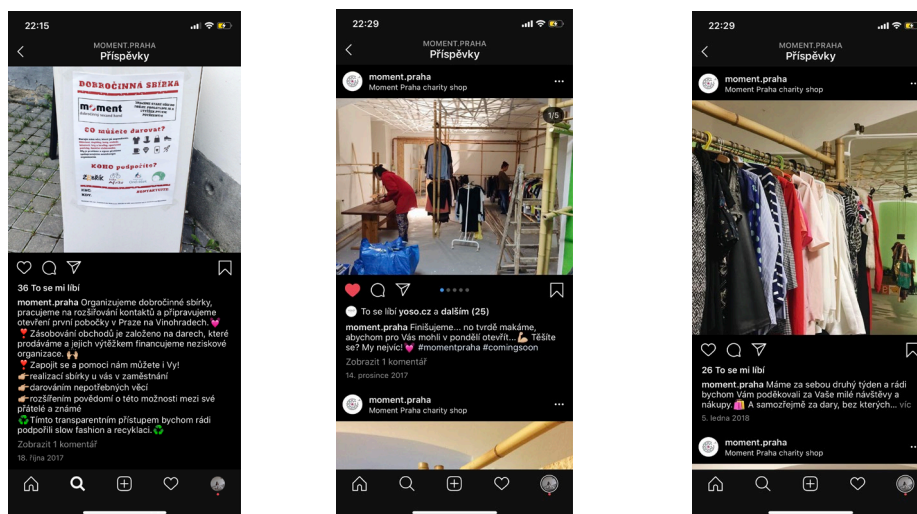 22:15
MOMENT.PRAHA
Příspěvky
DOBROČINNÁ SBÍRKA
moment
CO můžete darovat?
KOHO podpoříte?
36 To se mi líbí
moment.praha Organizujeme dobročinné sbírky,
pracujeme na rozšiřování kontaktů a připravujeme
otevření první pobočky v Praze na Vinohradech. 💓
❣️ Zásobování obchodů je založeno na darech, které
prodáváme a jejich výtěžkem financujeme neziskové
organizace. 🙌🏼
❣️ Zapojit se a pomoci nám můžete i Vy!
👉🏼realizací sbírky u vás v zaměstnání
👉🏼darováním nepotřebných věcí
👉🏼rozšířením povědomí o této možnosti mezi své
přátelé a známé
♻️Tímto transparentním přístupem bychom rádi
podpořili slow fashion a recyklaci.♻️
Zobrazit 1 komentář
18. října 2017
22:29
MOMENT.PRAHA
Příspěvky
moment.praha
Moment Praha charity shop
1/5
To se líbí yoso.cz a dalším (25)
moment.praha Finišujeme... no tvrdě makáme,
abychom pro Vás mohli v pondělí otevřít...💪🏼 Těšíte
se? My nejvíc!💓 #momentpraha #comingsoon
Zobrazit 1 komentář
14. prosince 2017
moment.praha
Moment Praha charity shop
22:29
MOMENT.PRAHA
Příspěvky
moment.praha
Moment Praha charity shop
26 To se mi líbí
moment.praha Máme za sebou druhý týden a rádi
bychom Vám poděkovali za Vaše milé návštěvy a
nákupy.🛍️ A samozřejmě za dary, bez kterých... víc
5. ledna 2018
moment.praha
Moment Praha charity shop